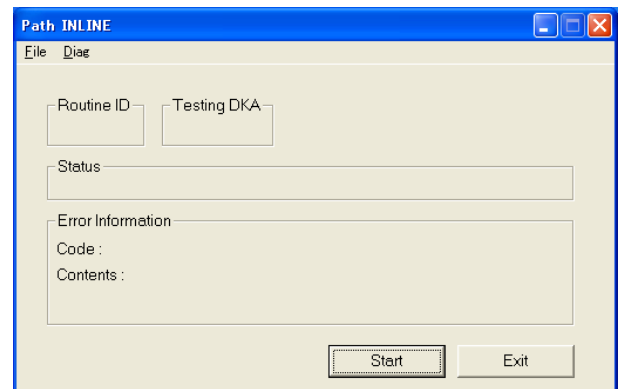 Path INLINE
File Diag
Routine ID Testing DKA
Status
Error Information
Code :
Contents :
Start Exit